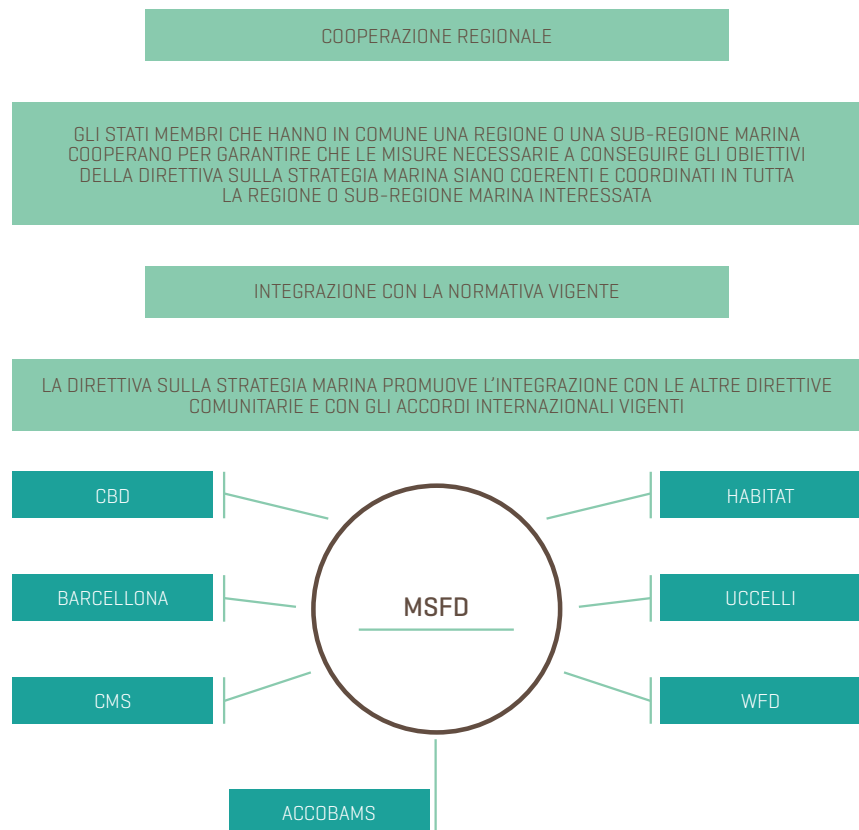 COOPERAZIONE REGIONALE
GLI STATI MEMBRI CHE HANNO IN COMUNE UNA REGIONE O UNA SUB-REGIONE MARINA
COOPERANO PER GARANTIRE CHE LE MISURE NECESSARIE A CONSEGUIRE GLI OBIETTIVI
DELLA DIRETTIVA SULLA STRATEGIA MARINA SIANO COERENTI E COORDINATI IN TUTTA
LA REGIONE O SUB-REGIONE MARINA INTERESSATA
INTEGRAZIONE CON LA NORMATIVA VIGENTE
LA DIRETTIVA SULLA STRATEGIA MARINA PROMUOVE L'INTEGRAZIONE CON LE ALTRE DIRETTIVE
COMUNITARIE E CON GLI ACCORDI INTERNAZIONALI VIGENTI
CBD
HABITAT
BARCELLONA
MSFD
UCCELLI
CMS
WFD
ACCOBAMS